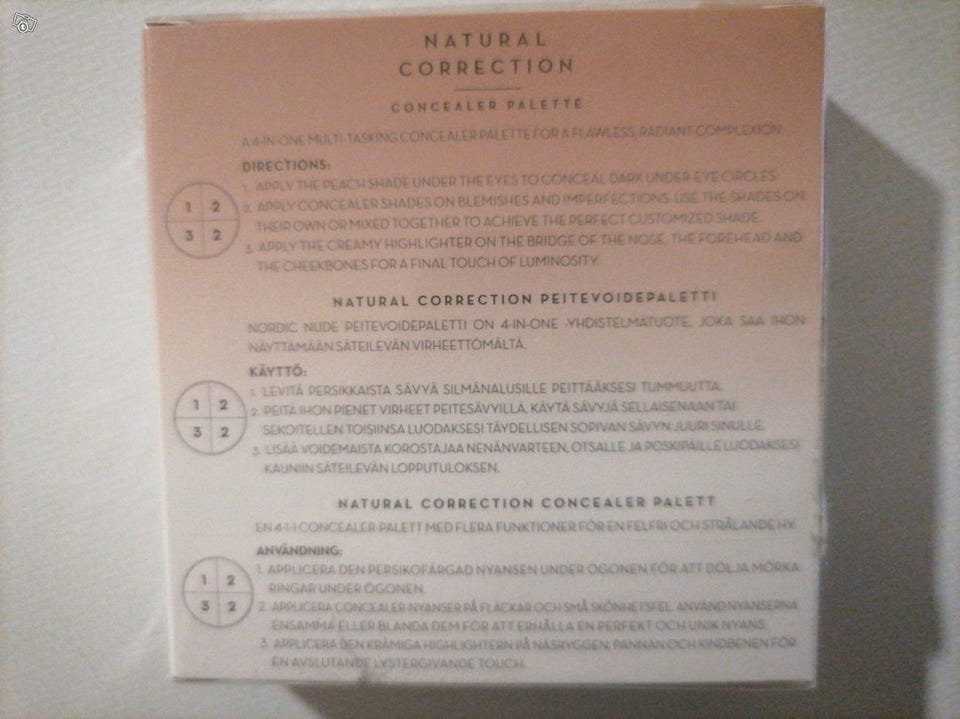 NATURAL
CORRECTION
CONCEALER PALETTE
A 4-IN-ONE MULTI-TASKING CONCEALER PALETTE FOR A FLAWLESS, RADIANT COMPLEXION.
DIRECTIONS:
1 2
3 2
1. APPLY THE PEACH SHADE UNDER THE EYES TO CONCEAL DARK UNDER-EYE CIRCLES.
2. APPLY CONCEALER SHADES ON BLEMISHES AND IMPERFECTIONS. USE THE SHADES ON
THEIR OWN OR MIXED TOGETHER TO ACHIEVE THE PERFECT CUSTOMIZED SHADE.
3. APPLY THE CREAMY HIGHLIGHTER ON THE BRIDGE OF THE NOSE, THE FOREHEAD AND
THE CHEEKBONES FOR A FINAL TOUCH OF LUMINOSITY.
NATURAL CORRECTION PEITEVOIDEPALETTI
NORDIC NUDE PEITEVOIDEPALETTI ON 4-IN-ONE -YHDISTELMÄTUOTE, JOKA SAA IHON
NÄYTTÄMÄÄN SÄTEILEVÄN VIRHEETTÖMÄLTÄ.
KÄYTTÖ:
1 2
3 2
1. LEVITÄ PERSIKKAISTA SÄVYÄ SILMÄNALUSILLE PEITTÄÄKSESI TUMMUUTTA.
2. PEITÄ IHON PIENET VIRHEET PEITESÄVYILLÄ. KÄYTÄ SÄVYJÄ SELLAISENAAN TAI
SEKOITELLEN TOISIINSA LUODAKSESI TÄYDELLISEN SOPIVAN SÄVYN JUURI SINULLE.
3. LISÄÄ VOIDEMAISTA KOROSTAJAA NENÄNVARTEEN, OTSALLE JA POSKIPÄILLE LUODAKSESI
KAUNIIN SÄTEILEVÄN LOPPUTULOKSEN.
NATURAL CORRECTION CONCEALER PALETT
EN 4-I-1 CONCEALER-PALETT MED FLERA FUNKTIONER FÖR EN FELFRI OCH STRÅLANDE HY.
ANVÄNDNING:
1 2
3 2
1. APPLICERA DEN PERSIKOFÄRGAD NYANSEN UNDER ÖGONEN FÖR ATT DÖLJA MÖRKA
RINGAR UNDER ÖGONEN.
2. APPLICERA CONCEALER-NYANSER PÅ FLÄCKAR OCH SMÅ SKÖNHETSFEL. ANVÄND NYANSERNA
ENSAMMA ELLER BLANDA DEM FÖR ATT ERHÅLLA EN PERFEKT OCH UNIK NYANS.
3. APPLICERA DEN KRÄMIGA HIGHLIGHTERN PÅ NÄSRYGGEN, PANNAN OCH KINDBENEN FÖR
EN AVSLUTANDE LYSTERGIVANDE TOUCH.